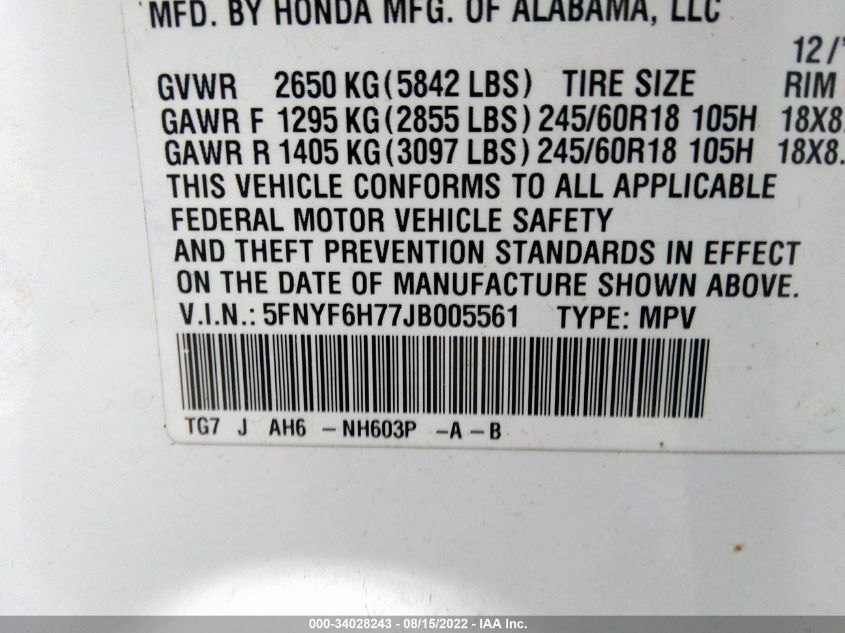 MFD. BY HONDA MFG. OF ALABAMA, LLC
12/
GVWR 2650 KG (5842 LBS) TIRE SIZE RIM
GAWR F 1295 KG (2855 LBS) 245/60R18 105H 18X8.
GAWR R 1405 KG (3097 LBS) 245/60R18 105H 18X8.
THIS VEHICLE CONFORMS TO ALL APPLICABLE
FEDERAL MOTOR VEHICLE SAFETY
AND THEFT PREVENTION STANDARDS IN EFFECT
ON THE DATE OF MANUFACTURE SHOWN ABOVE.
V.I.N.: 5FNYF6H77JB005561 TYPE: MPV
TG7 J AH6 - NH603P - A - B
000-34028243 - 08/15/2022 - IAA Inc.